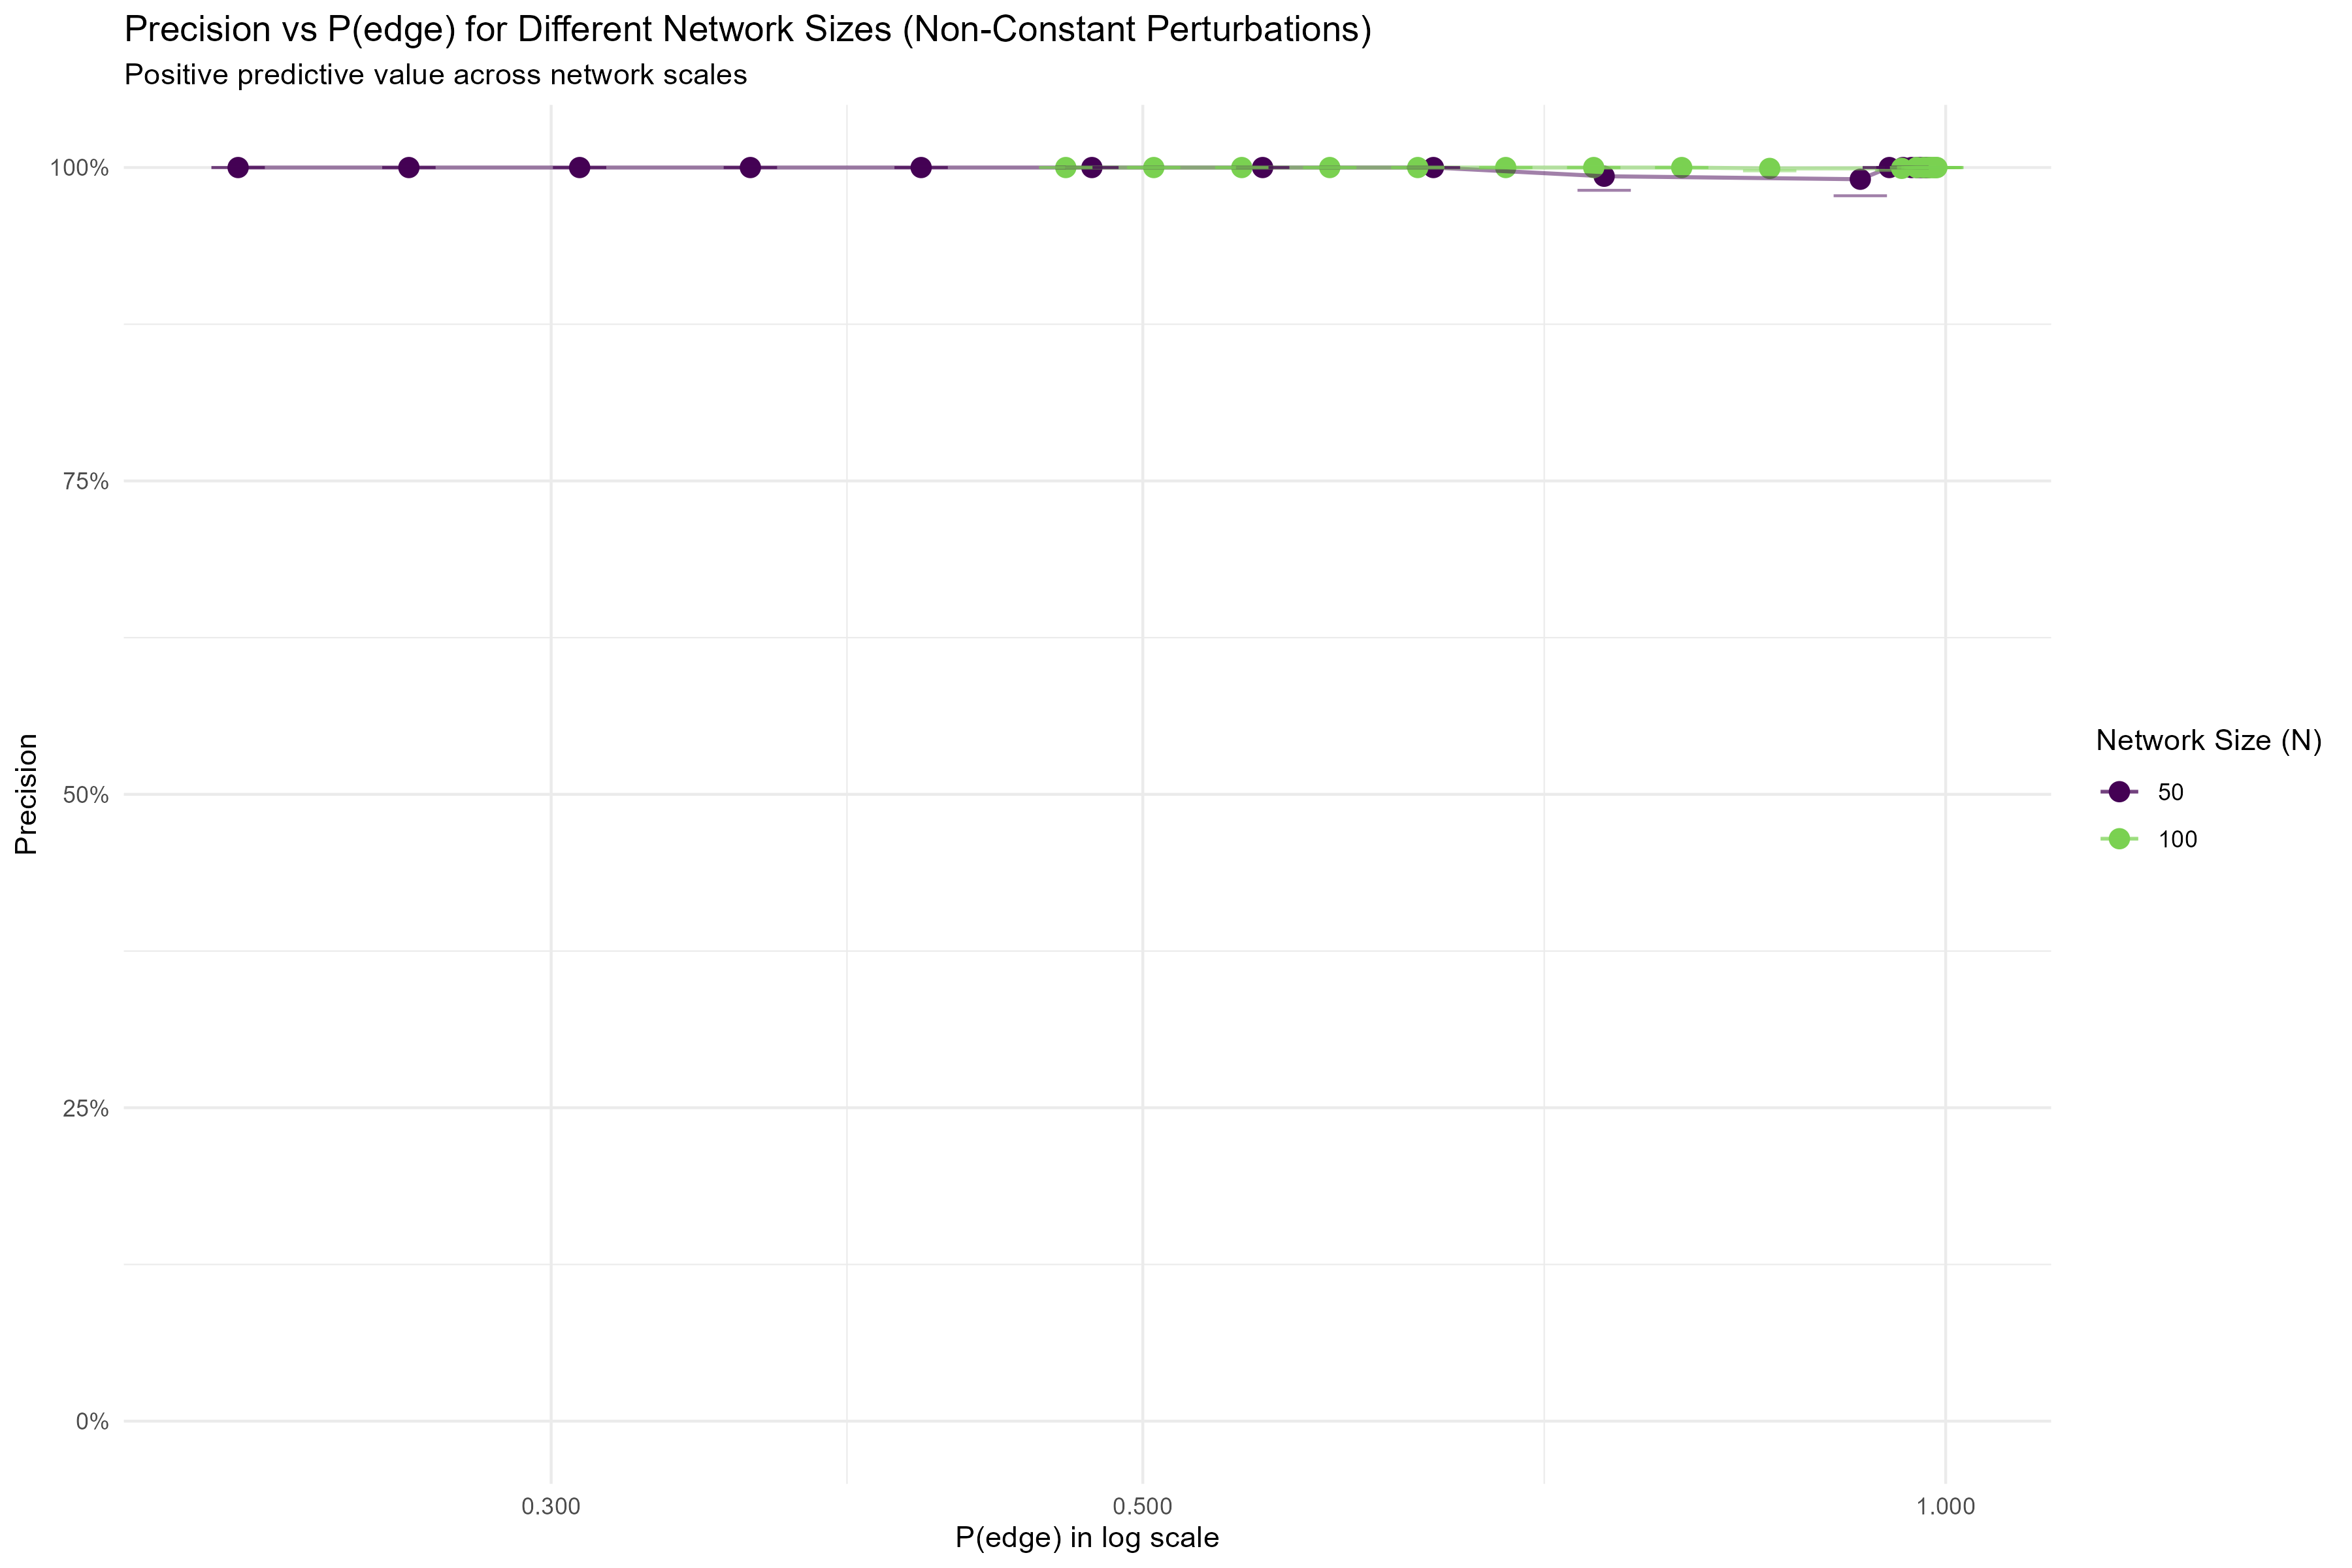 Precision vs P(edge) for Different Network Sizes (Non-Constant Perturbations)
Positive predictive value across network scales
100%
75%
50%
25%
0%
Precision
0.300
0.500
1.000
P(edge) in log scale
Network Size (N)
50
100